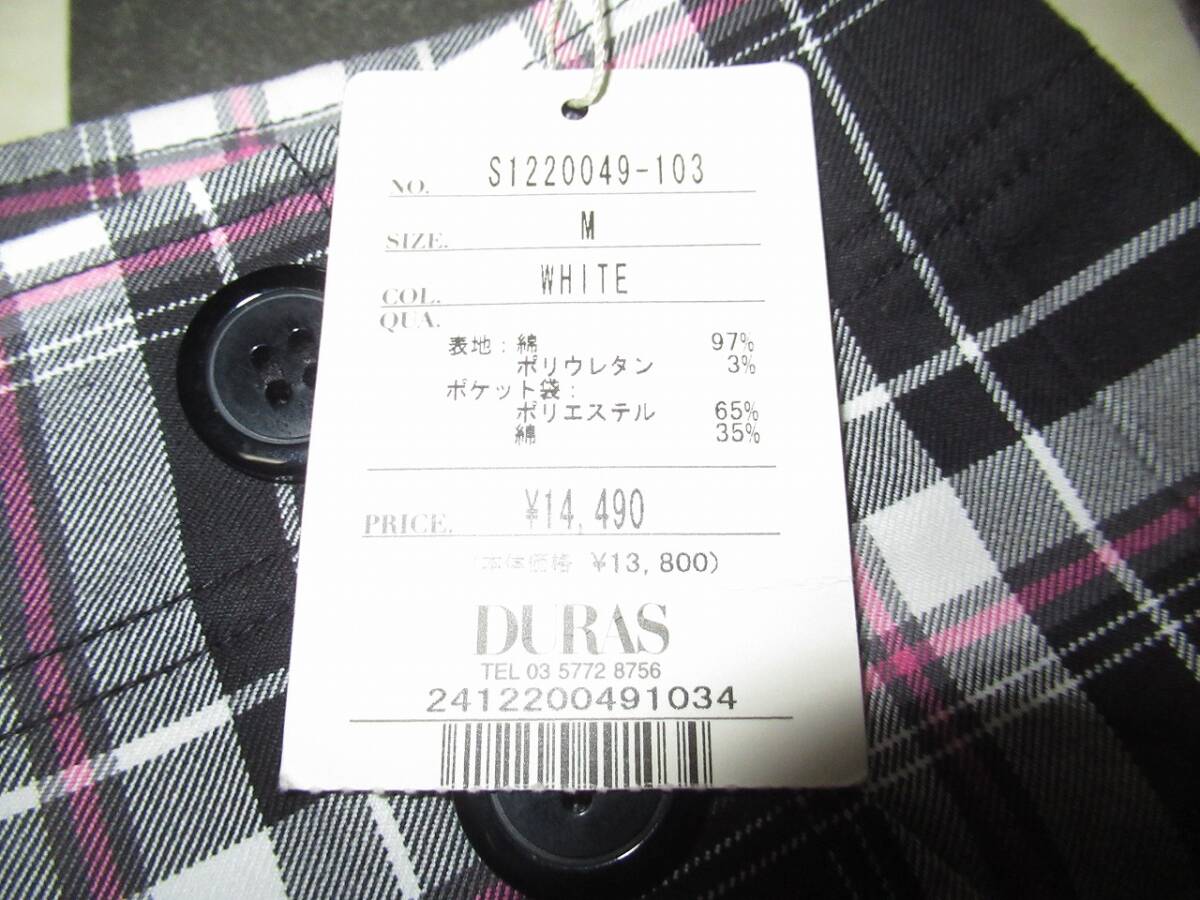 NO. S1220049-103
SIZE. M
COL. WHITE
QUA.
表地：綿 97%
ポリウレタン 3%
ポケット袋：
ポリエステル 65%
綿 35%
PRICE. ¥14,490
(本体価格 ¥13,800)
DURAS
TEL 03 5772 8756
2412200491034